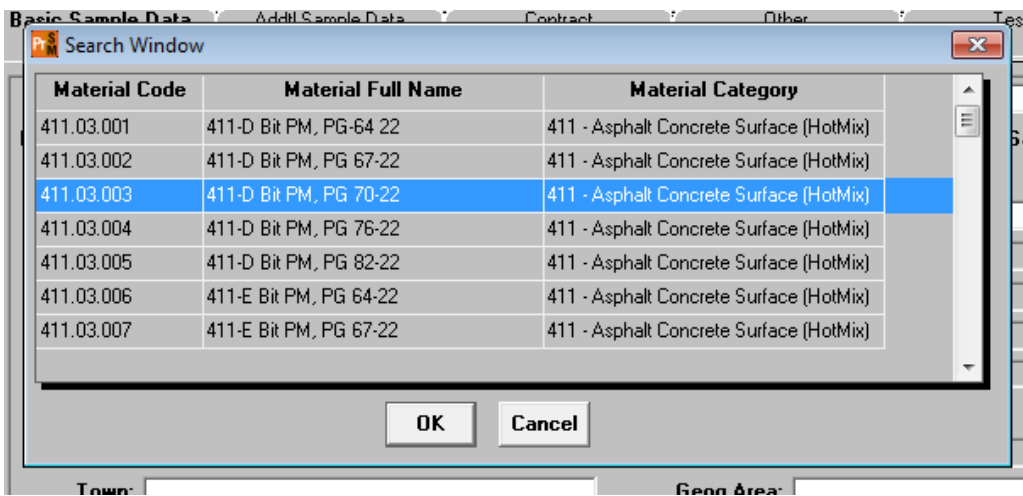 Basic Sample Data Addtl Sample Data Contract Other Tes
PrSM Search Window
Material Code Material Full Name Material Category
411.03.001 411-D Bit PM, PG-64 22 411 - Asphalt Concrete Surface (HotMix)
411.03.002 411-D Bit PM, PG 67-22 411 - Asphalt Concrete Surface (HotMix)
411.03.003 411-D Bit PM, PG 70-22 411 - Asphalt Concrete Surface (HotMix)
411.03.004 411-D Bit PM, PG 76-22 411 - Asphalt Concrete Surface (HotMix)
411.03.005 411-D Bit PM, PG 82-22 411 - Asphalt Concrete Surface (HotMix)
411.03.006 411-E Bit PM, PG 64-22 411 - Asphalt Concrete Surface (HotMix)
411.03.007 411-E Bit PM, PG 67-22 411 - Asphalt Concrete Surface (HotMix)
OK Cancel
Town: Geog Area: